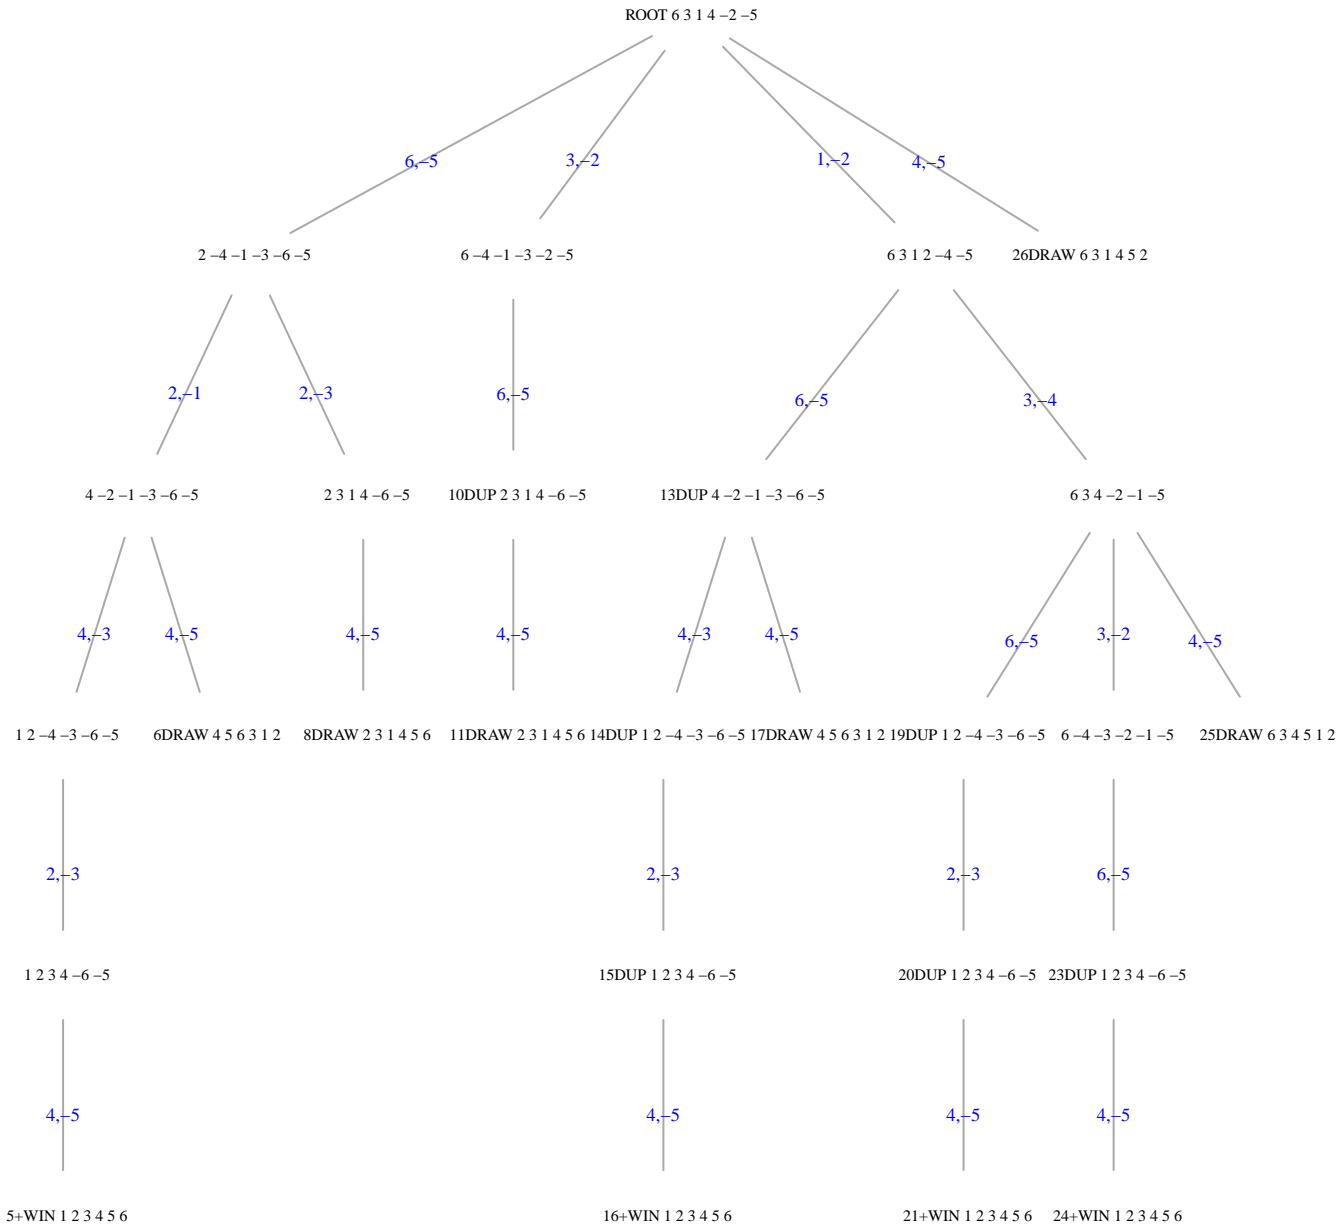 ROOT 6 3 1 4 −2 −5
6,−5 3,−2 1,−2 4,−5
2 −4 −1 −3 −6 −5 6 −4 −1 −3 −2 −5 6 3 1 2 −4 −5 26DRAW 6 3 1 4 5 2
2,−1 2,−3 6,−5 6,−5 3,−4
4 −2 −1 −3 −6 −5 2 3 1 4 −6 −5 10DUP 2 3 1 4 −6 −5 13DUP 4 −2 −1 −3 −6 −5 6 3 4 −2 −1 −5
4,−3 4,−5 4,−5 4,−5 4,−3 4,−5 6,−5 3,−2 4,−5
1 2 −4 −3 −6 −5 6DRAW 4 5 6 3 1 2 8DRAW 2 3 1 4 5 6 11DRAW 2 3 1 4 5 6 14DUP 1 2 −4 −3 −6 −5 17DRAW 4 5 6 3 1 2 19DUP 1 2 −4 −3 −6 −5 6 −4 −3 −2 −1 −5 25DRAW 6 3 4 5 1 2
2,−3 2,−3 2,−3 6,−5
1 2 3 4 −6 −5 15DUP 1 2 3 4 −6 −5 20DUP 1 2 3 4 −6 −5 23DUP 1 2 3 4 −6 −5
4,−5 4,−5 4,−5 4,−5
5+WIN 1 2 3 4 5 6 16+WIN 1 2 3 4 5 6 21+WIN 1 2 3 4 5 6 24+WIN 1 2 3 4 5 6